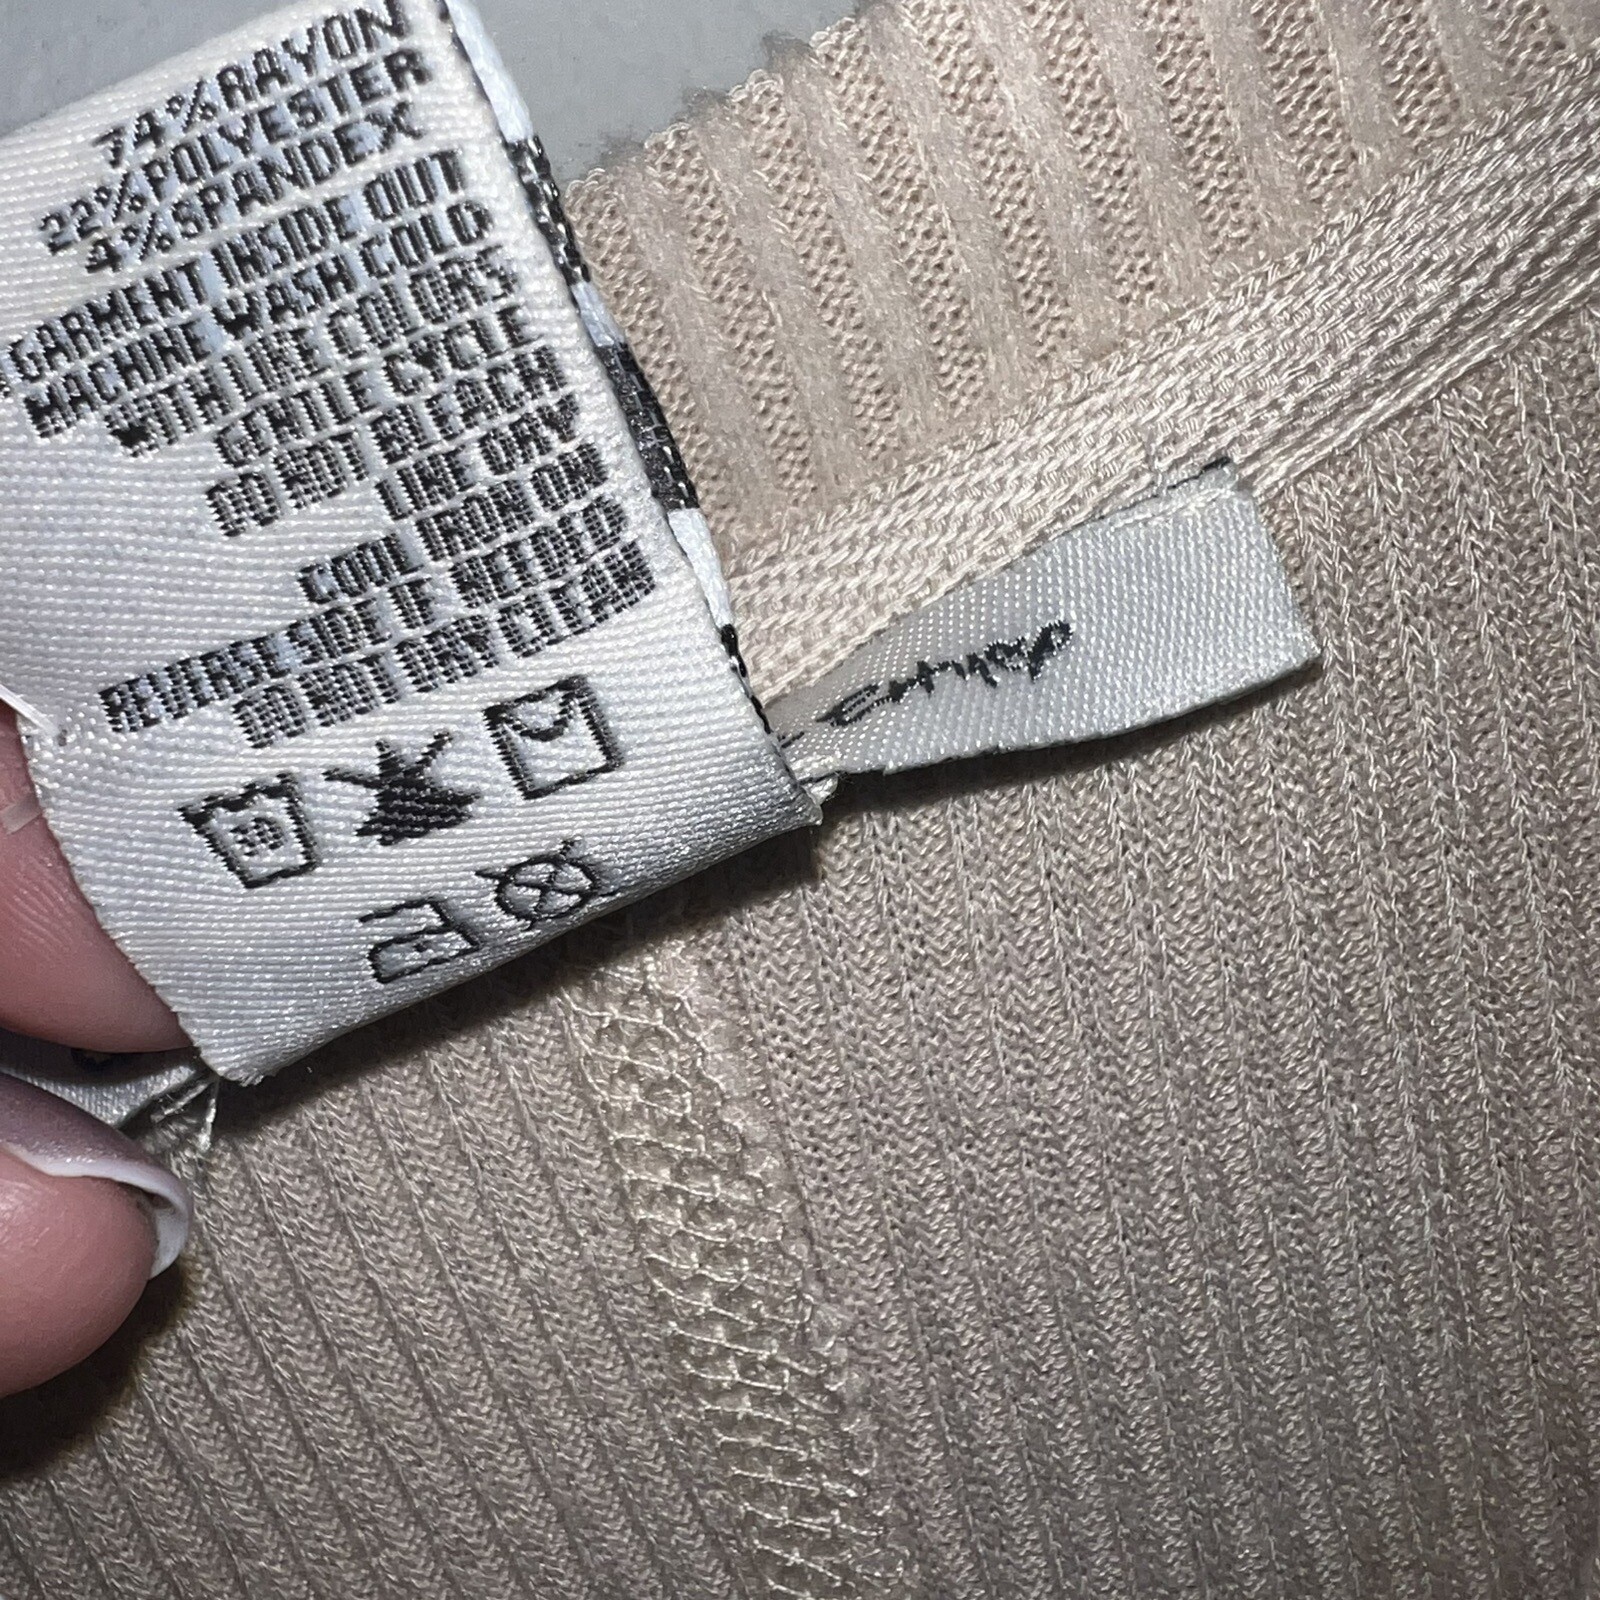 74%RAYON
22%POLYESTER
4%SPANDEX
GARMENT INSIDE OUT
MACHINE WASH COLD
WITH LIKE COLORS
GENTLE CYCLE
DO NOT BLEACH
LINE DRY
COOL IRON ON
REVERSE SIDE IF NEEDED
DO NOT DRY CLEAN
30